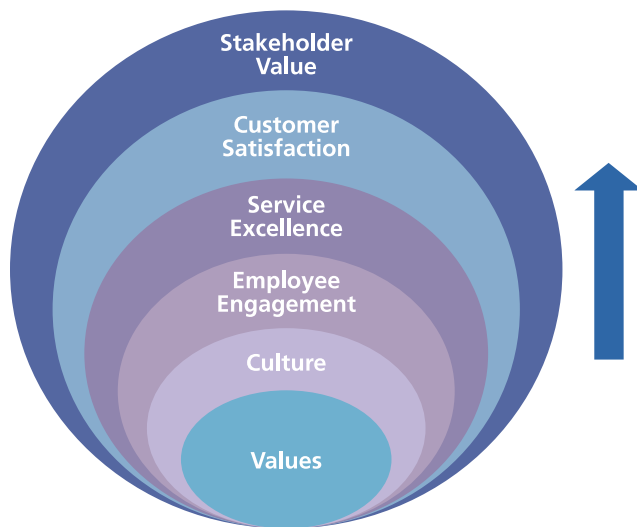 Stakeholder
Value
Customer
Satisfaction
Service
Excellence
Employee
Engagement
Culture
Values